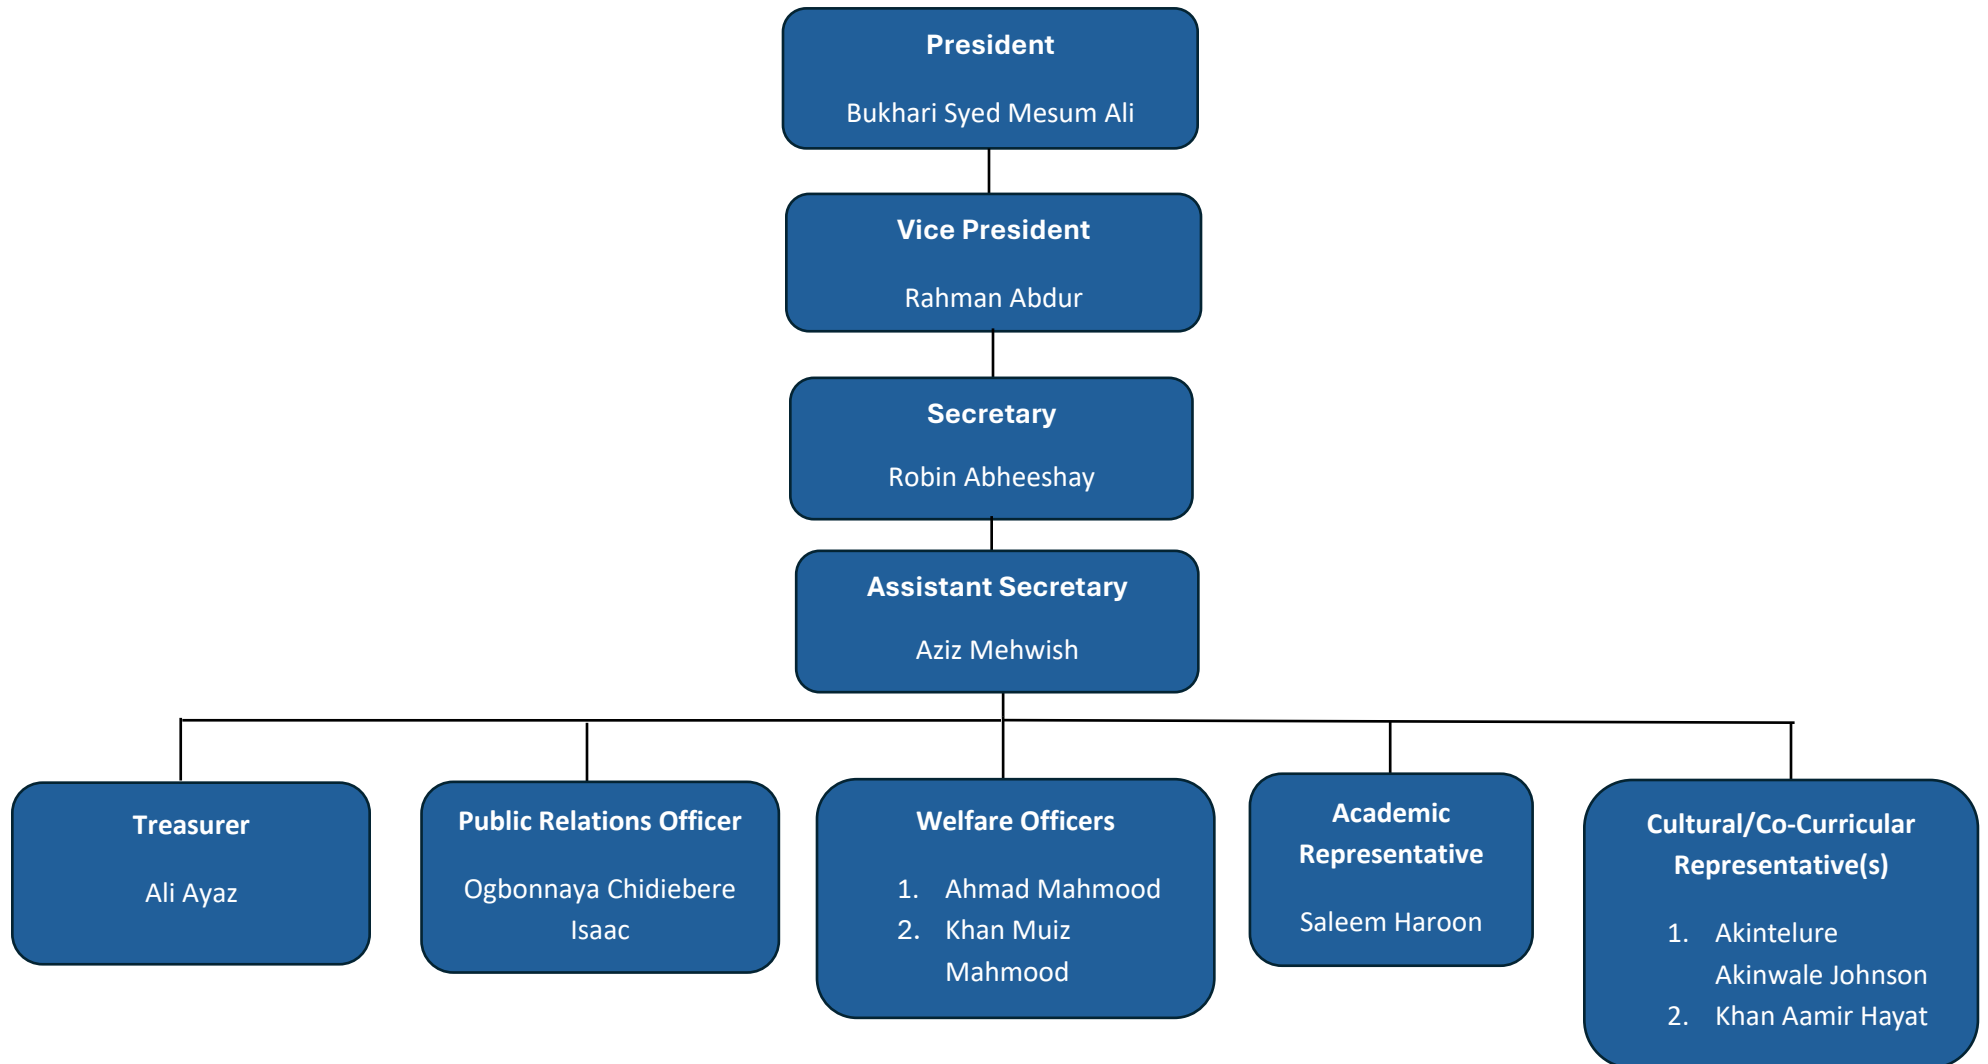 President
Bukhari Syed Mesum Ali
Vice President
Rahman Abdur
Secretary
Robin Abheeshay
Assistant Secretary
Aziz Mehwish
Treasurer
Ali Ayaz
Public Relations Officer
Ogbonnaya Chidiebere
Isaac
Welfare Officers
1. Ahmad Mahmood
2. Khan Muiz
Mahmood
Academic
Representative
Saleem Haroon
Cultural/Co-Curricular
Representative(s)
1. Akintelure
Akinwale Johnson
2. Khan Aamir Hayat